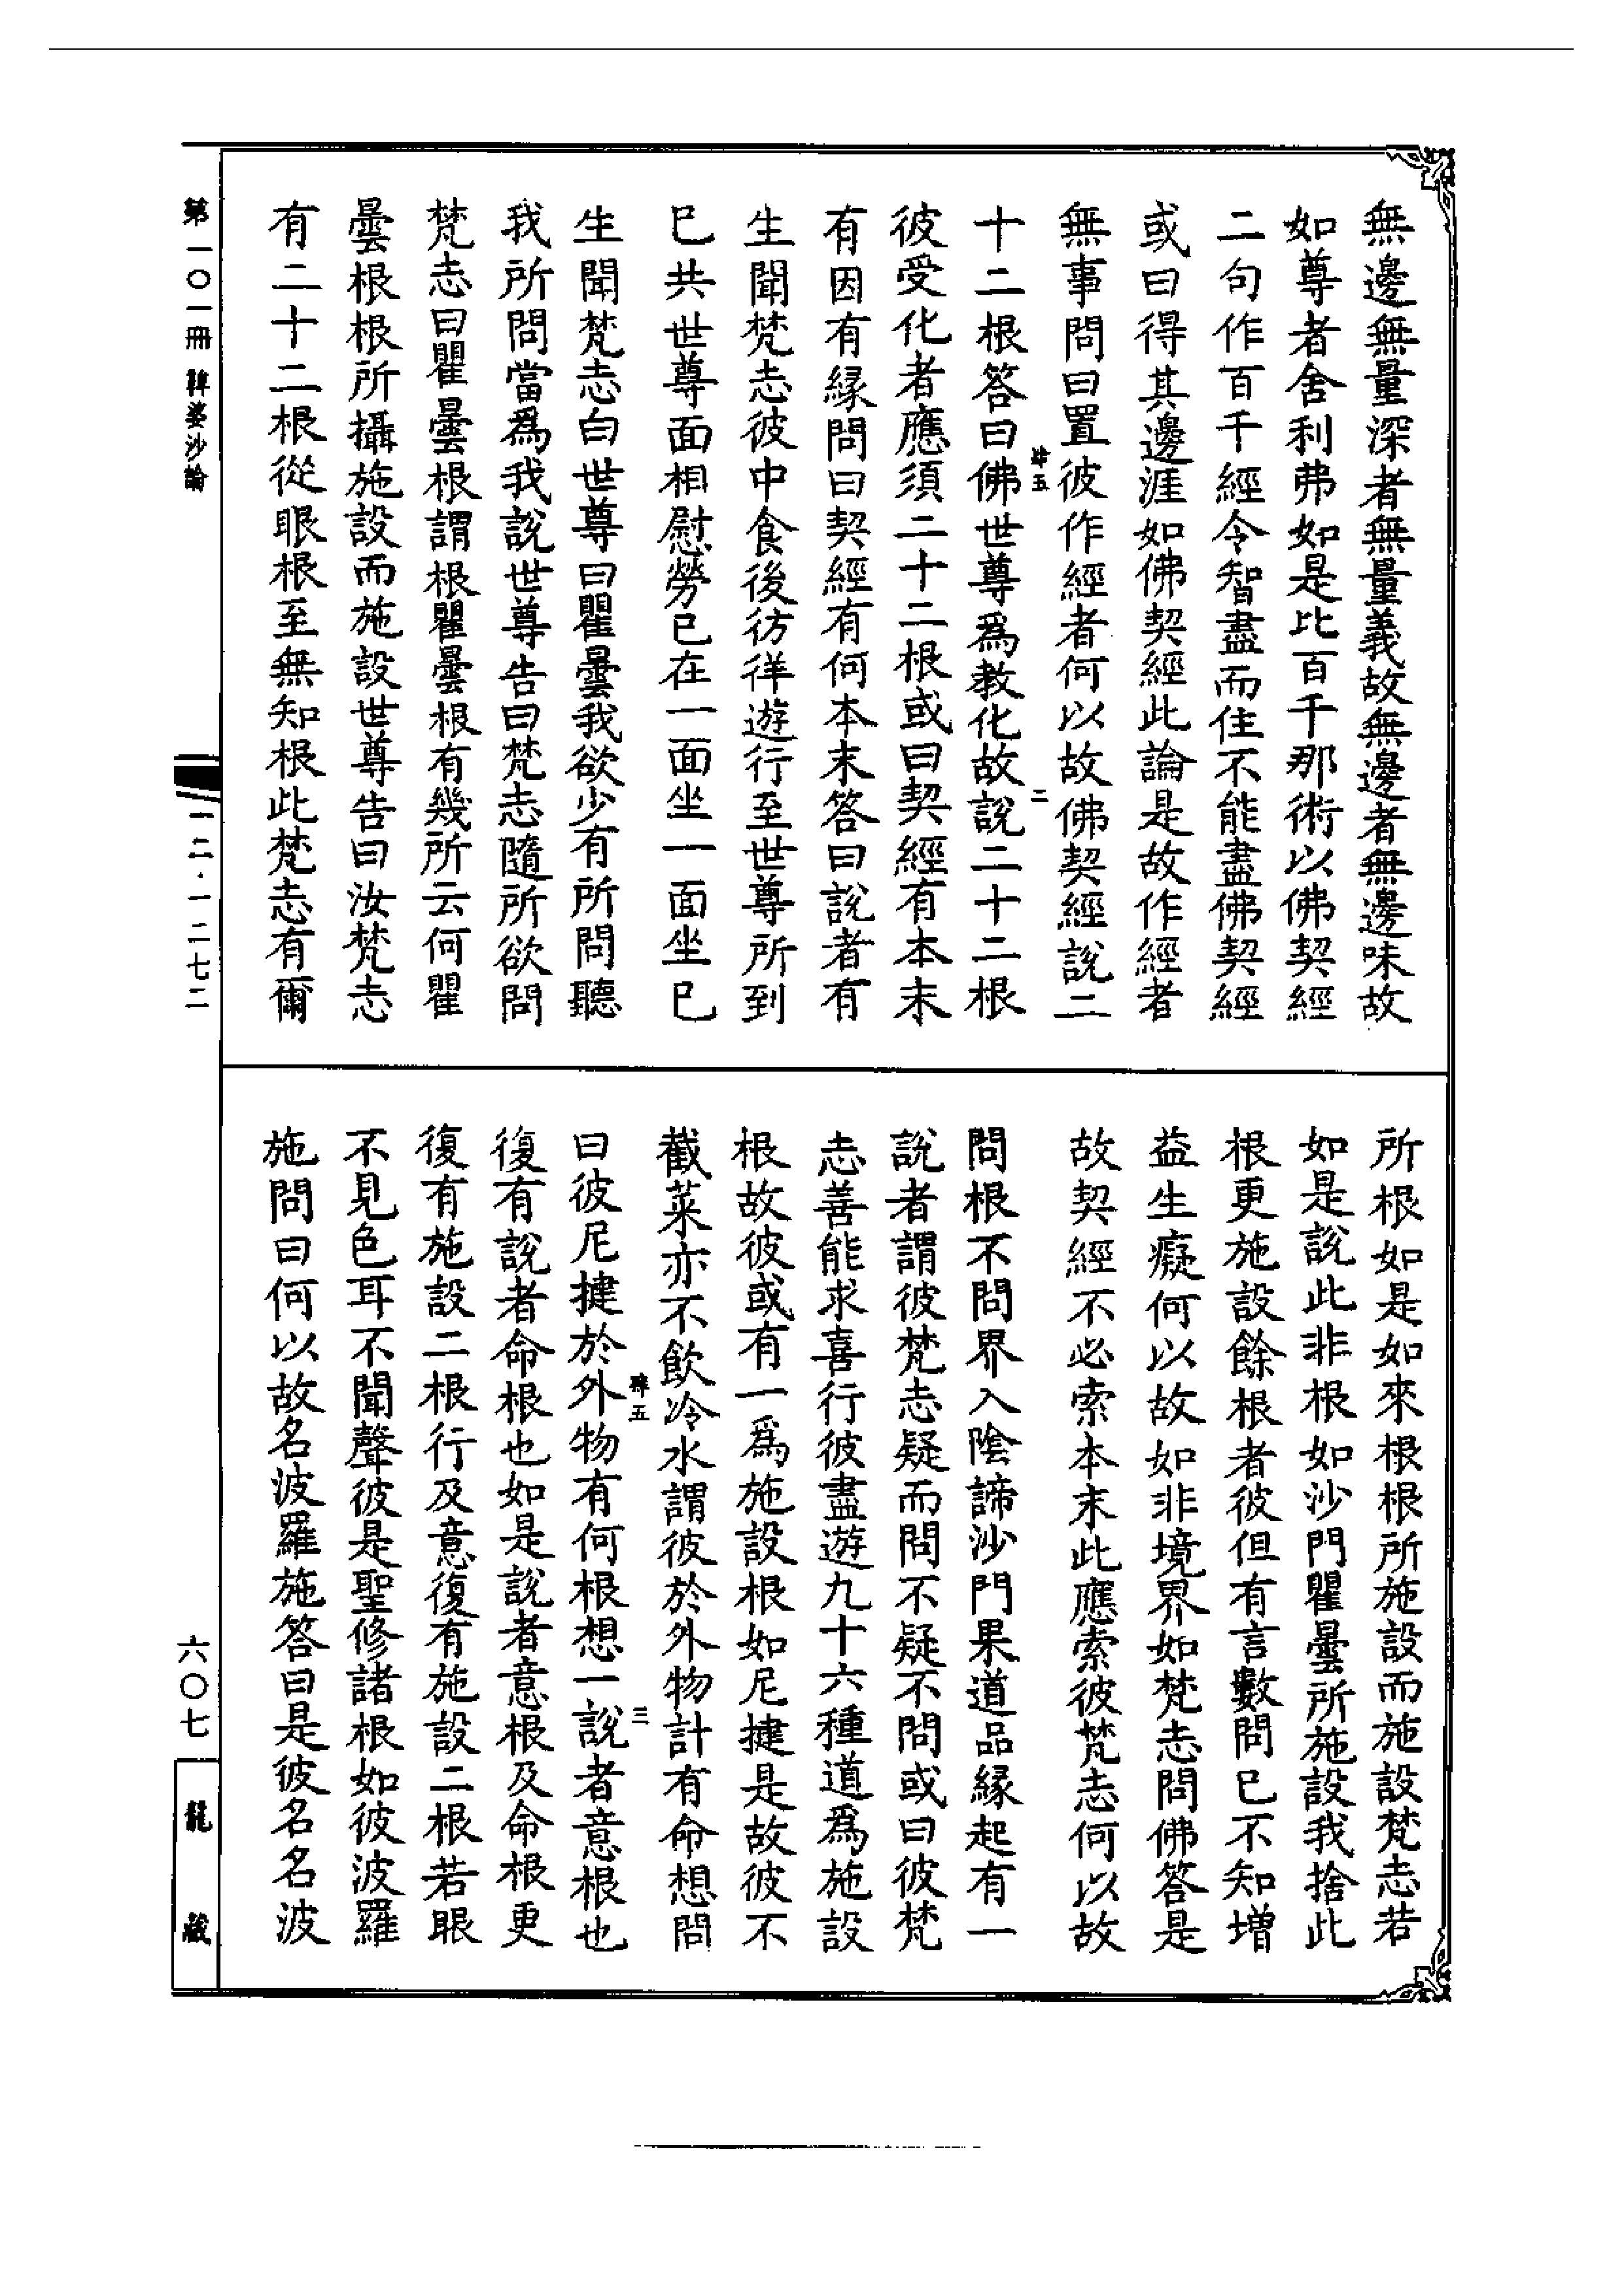 無邊無量深者無量義故無邊者無邊味故
如尊者舍利弗如是比百千那術以佛契經
二句作百千經令智盡而住不能盡佛契經
或曰得其邊涯如佛契經此論是故作經者
無事問曰置彼作經者何以故佛契經說二
十二根答曰佛世尊爲教化故說二十二根
彼受化者應須二十二根或曰契經有本末
有因有緣問曰契經有何本末答曰說者有
生聞梵志彼中食後彷徉遊行至世尊所到
已共世尊面相慰勞已在一面坐一面坐已
生聞梵志白世尊曰瞿曇我欲少有所問聽
我所問當爲我說世尊告曰梵志隨所欲問
梵志曰瞿曇根謂根瞿曇根有幾所云何瞿
曇根根所攝施設而施設世尊告曰汝梵志
有二十二根從眼根至無知根此梵志有爾
所根如是如來根根所施設而施設梵志若
如是說此非根如沙門瞿曇所施設我捨此
根更施設餘根者彼但有言數問已不知增
益生癡何以故如非境界如梵志問佛答是
故契經不必索本末此應索彼梵志何以故
問根不問界入陰諦沙門果道品緣起有一
說者謂彼梵志疑而問不疑不問或曰彼梵
志善能求喜行彼盡遊九十六種道爲施設
根故彼或有一爲施設根如尼揵是故彼不
截菜亦不飲冷水謂彼於外物計有命想問
曰彼尼揵於外物有何根想一說者意根也
復有說者命根也如是說者意根及命根更
復有施設二根行及意復有施設二根若眼
不見色耳不聞聲彼是聖修諸根如彼波羅
施問曰何以故名波羅施答曰是彼名名波
第一〇一冊 鞞婆沙論
一二·一二七二
六〇七
龍藏
鞞五
二
鞞五
三